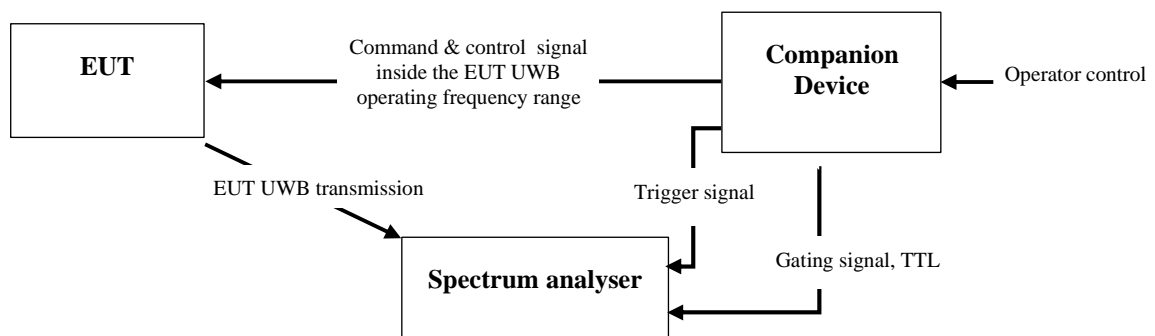 EUT
Command & control signal
inside the EUT UWB
operating frequency range
Companion
Device
Operator control
EUT UWB transmission
Trigger signal
Spectrum analyser
Gating signal, TTL